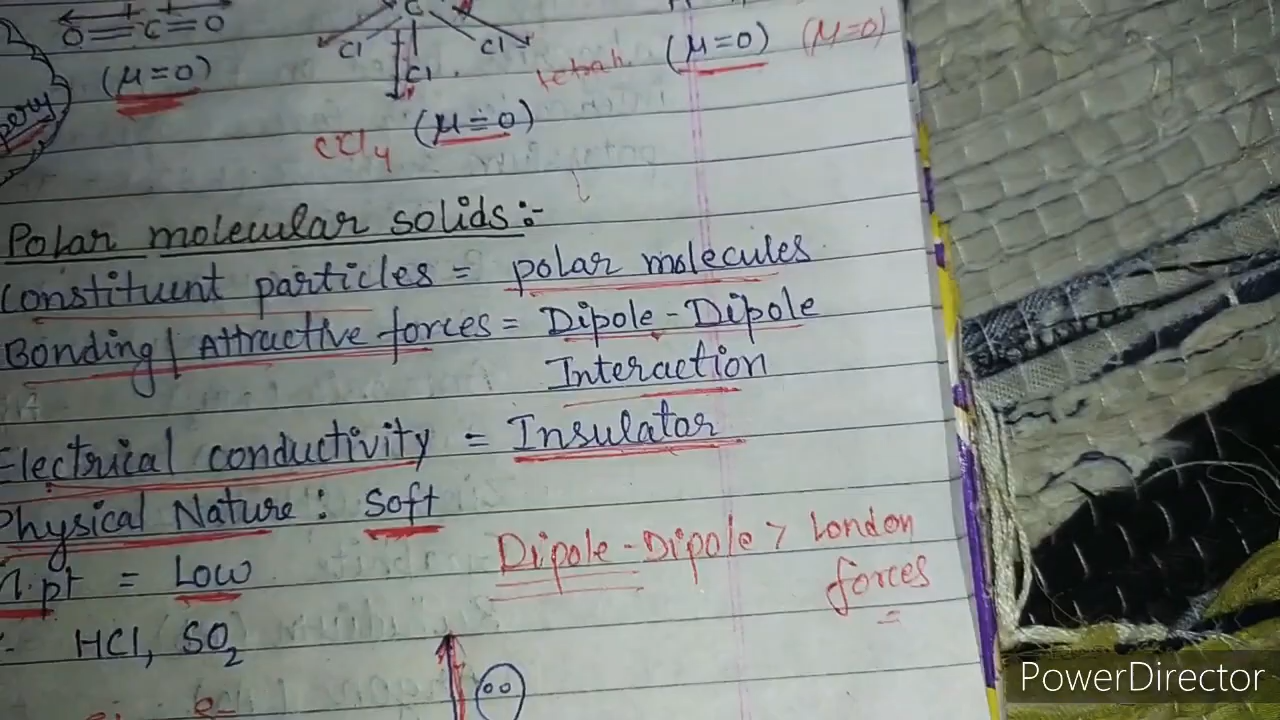 O=C=O
(μ=0)
C
Cl
Cl
Cl
CCl4
(μ=0)
tetrah.
(μ=0) (μ=0)
Polar molecular solids:-
Constituent particles = polar molecules
Bonding/ Attractive forces = Dipole-Dipole
Interaction
Electrical conductivity = Insulator
Physical Nature: Soft
M.pt = Low
Dipole-Dipole > London
forces
HCl, SO2
PowerDirector